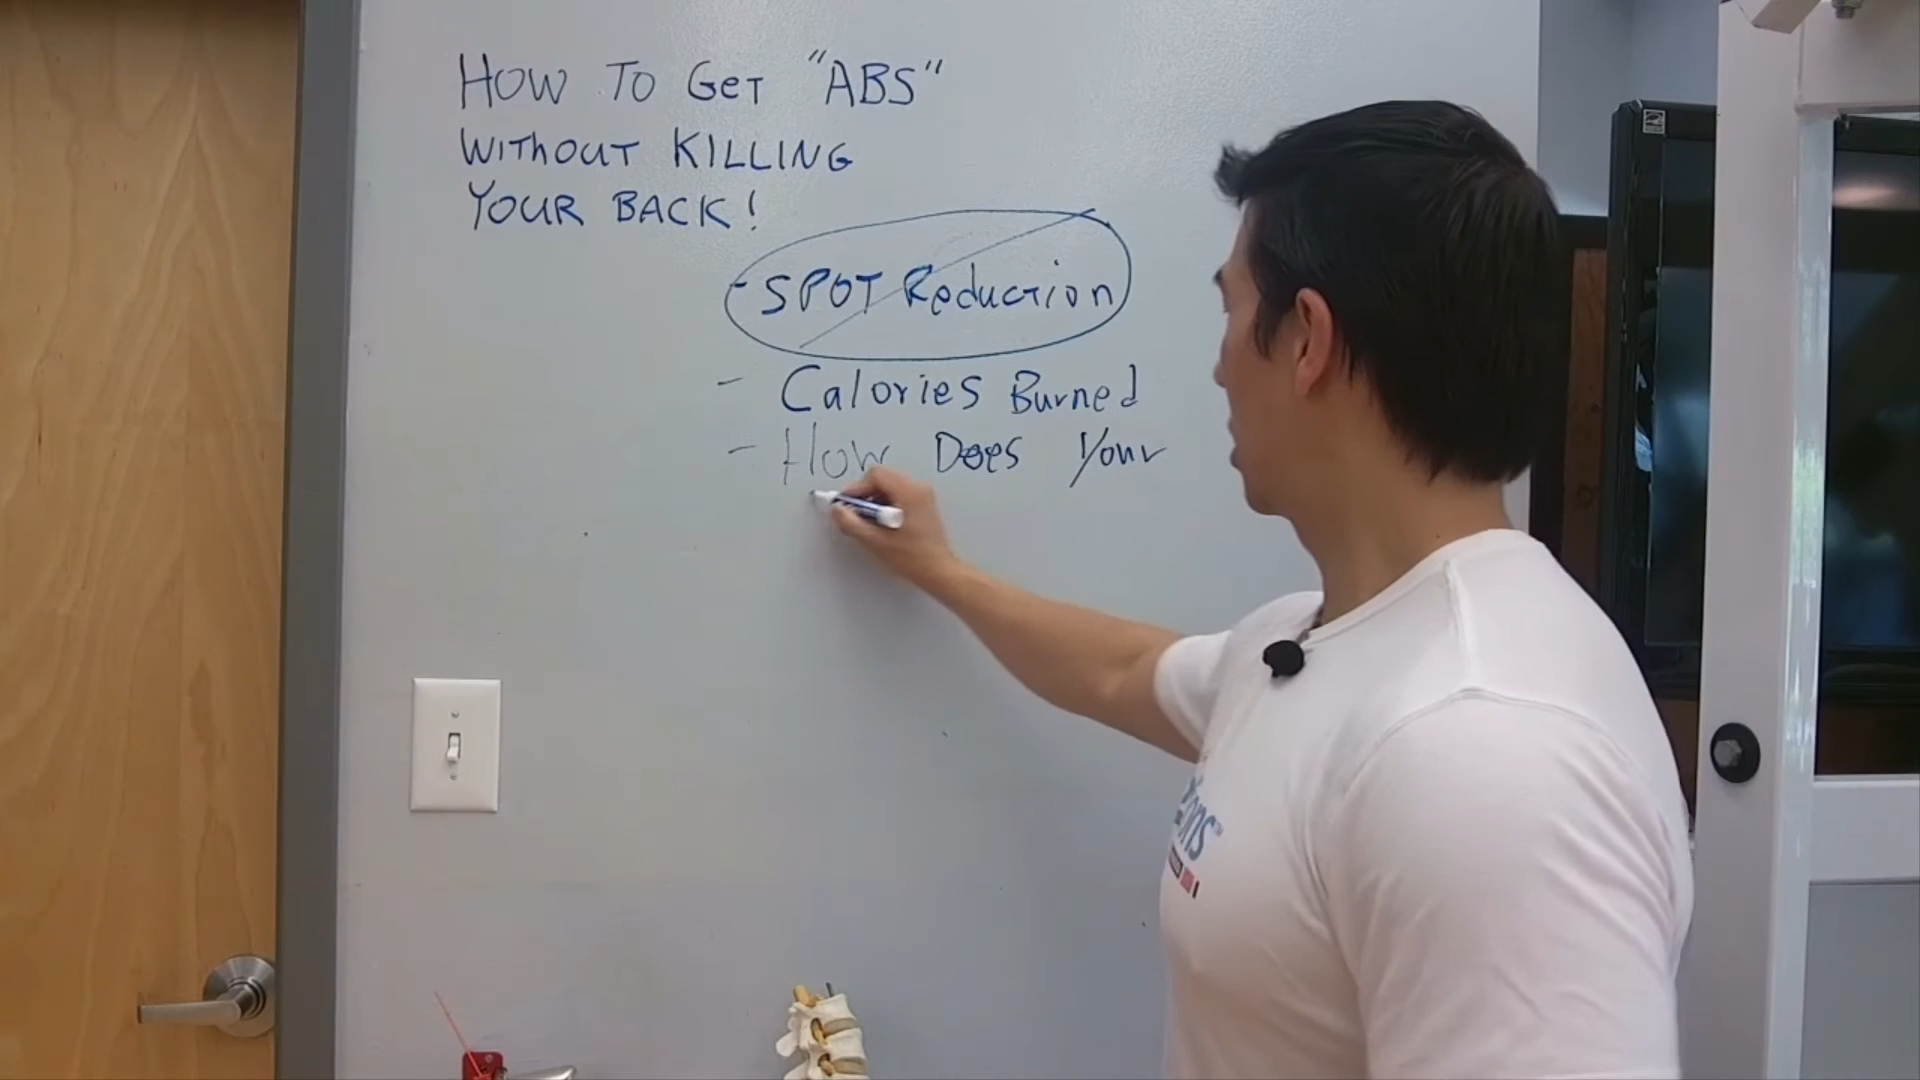 HOW TO GeT "ABS"
WITHOUT KILLING
YOUR BACK!
- SPOT Reduction
- Calories Burned
- How Does Your